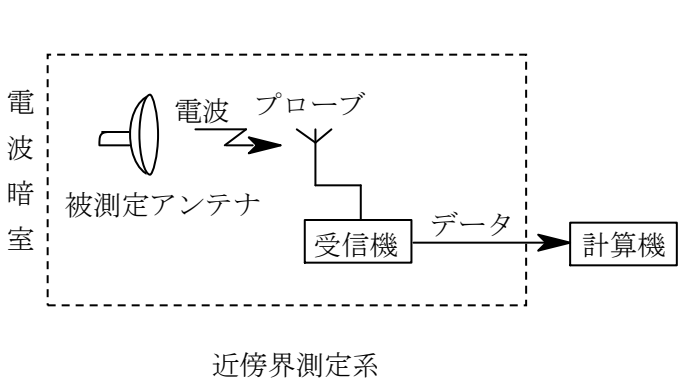 電波暗室
電波
プローブ
被測定アンテナ
受信機
データ
計算機
近傍界測定系